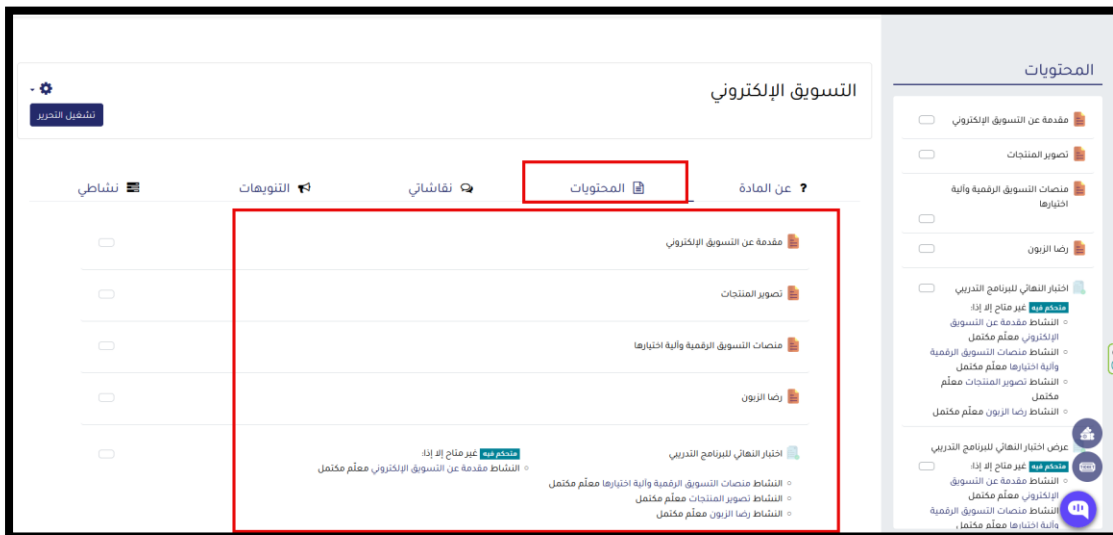 المحتويات
مقدمة عن التسويق الإلكتروني
تصوير المنتجات
منصات التسويق الرقمية وآلية
اختيارها
رضا الزبون
اختبار النهائي للبرنامج التدريبي
متحكم فيه غير متاح إلا إذا:
النشاط مقدمة عن التسويق
الإلكتروني معلّم مكتمل
النشاط منصات التسويق الرقمية
وآلية اختيارها معلّم مكتمل
النشاط تصوير المنتجات معلّم
مكتمل
النشاط رضا الزبون معلّم مكتمل
عرض اختبار النهائي للبرنامج التدريبي
متحكم فيه غير متاح إلا إذا:
النشاط مقدمة عن التسويق
الإلكتروني معلّم مكتمل
النشاط منصات التسويق الرقمية
وآلية اختيارها معلّم مكتمل
التسويق الإلكتروني
تشغيل التحرير
عن المادة
المحتويات
نقاشاتي
التنويهات
نشاطي
مقدمة عن التسويق الإلكتروني
تصوير المنتجات
منصات التسويق الرقمية وآلية اختيارها
رضا الزبون
اختبار النهائي للبرنامج التدريبي
متحكم فيه غير متاح إلا إذا:
النشاط مقدمة عن التسويق الإلكتروني معلّم مكتمل
النشاط منصات التسويق الرقمية وآلية اختيارها معلّم مكتمل
النشاط تصوير المنتجات معلّم مكتمل
النشاط رضا الزبون معلّم مكتمل